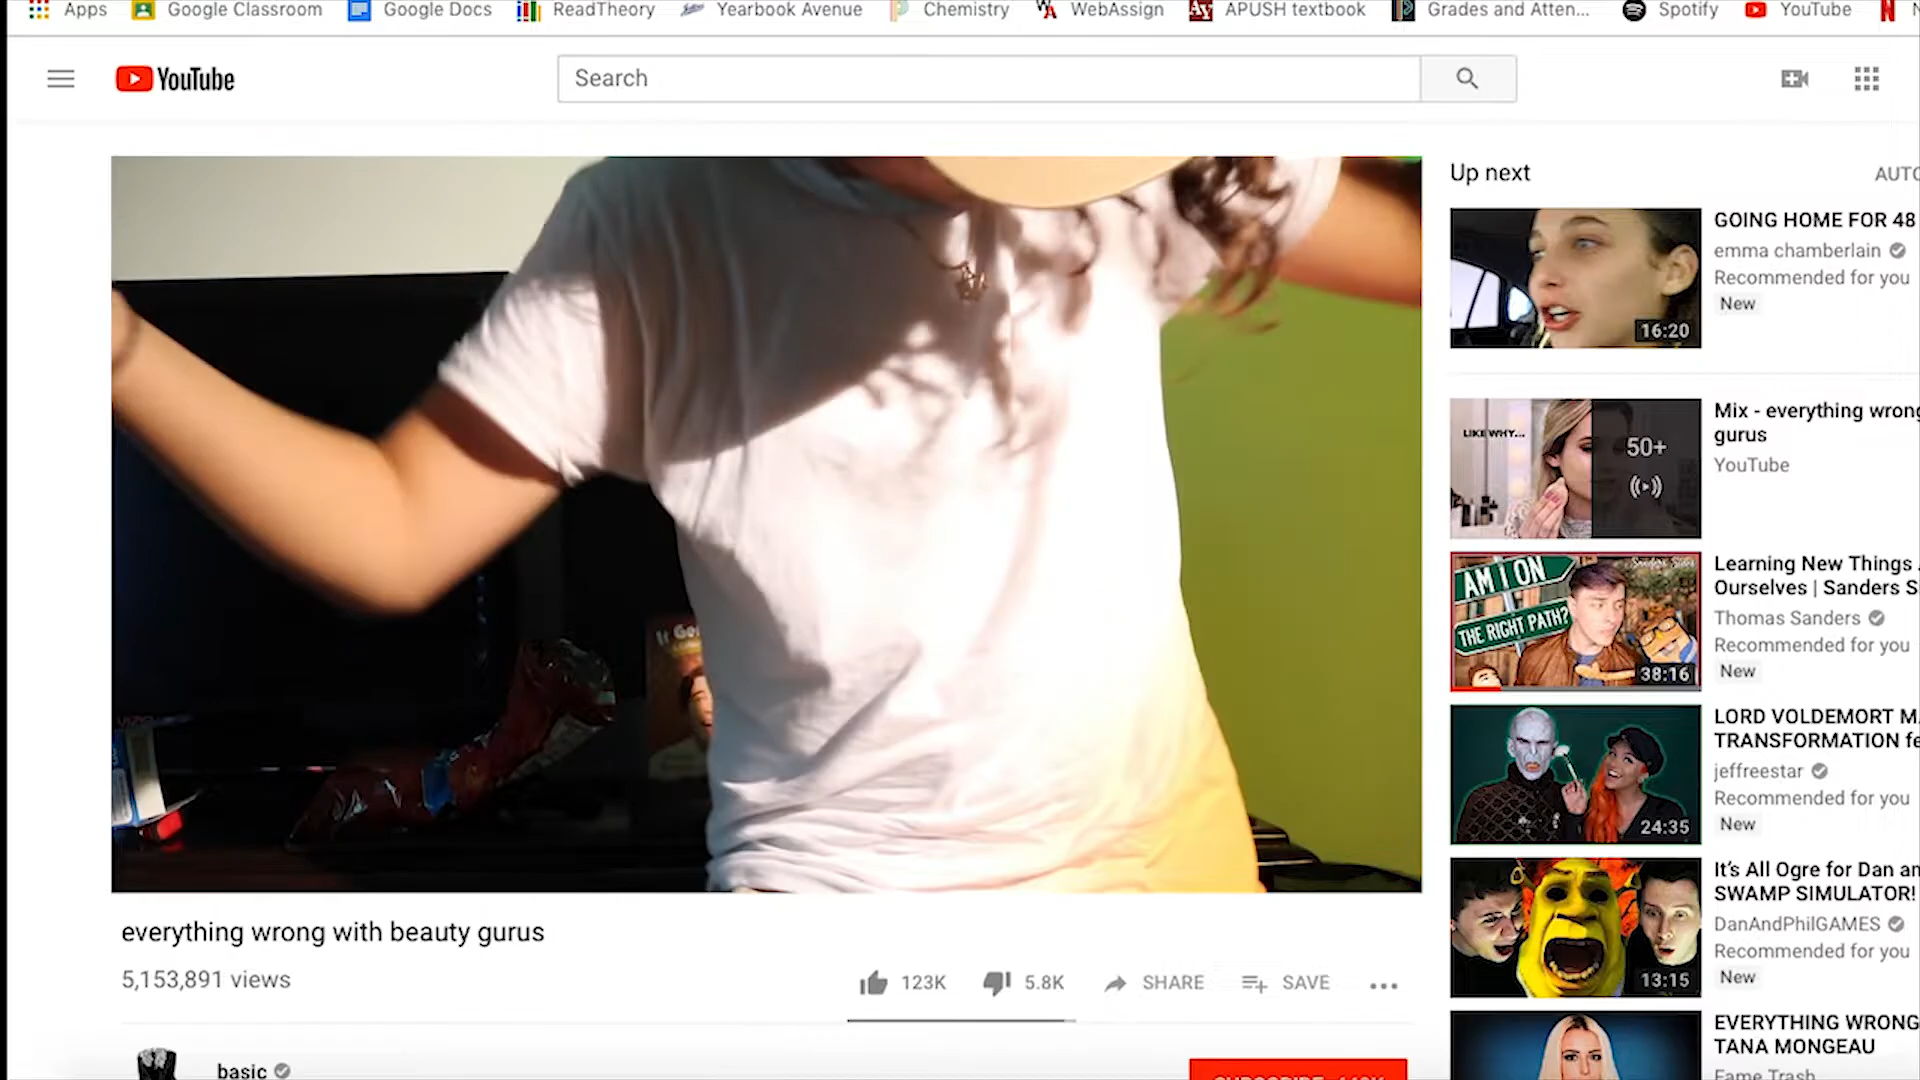 Apps Google Classroom Google Docs ReadTheory Yearbook Avenue Chemistry WebAssign APUSH textbook Grades and Atten... Spotify YouTube
YouTube
Search
Up next
AUTO
GOING HOME FOR 48
emma chamberlain
Recommended for you
New
16:20
Mix - everything wrong
gurus
YouTube
LIKE WHY...
50+
Learning New Things
Ourselves | Sanders S
Thomas Sanders
Recommended for you
New
AM I ON
THE RIGHT PATH?
38:16
LORD VOLDEMORT M
TRANSFORMATION fe
jeffreestar
Recommended for you
New
24:35
It's All Ogre for Dan an
SWAMP SIMULATOR!
DanAndPhilGAMES
Recommended for you
New
13:15
EVERYTHING WRONG
TANA MONGEAU
Fame Trash
everything wrong with beauty gurus
5,153,891 views
123K 5.8K SHARE SAVE
basic